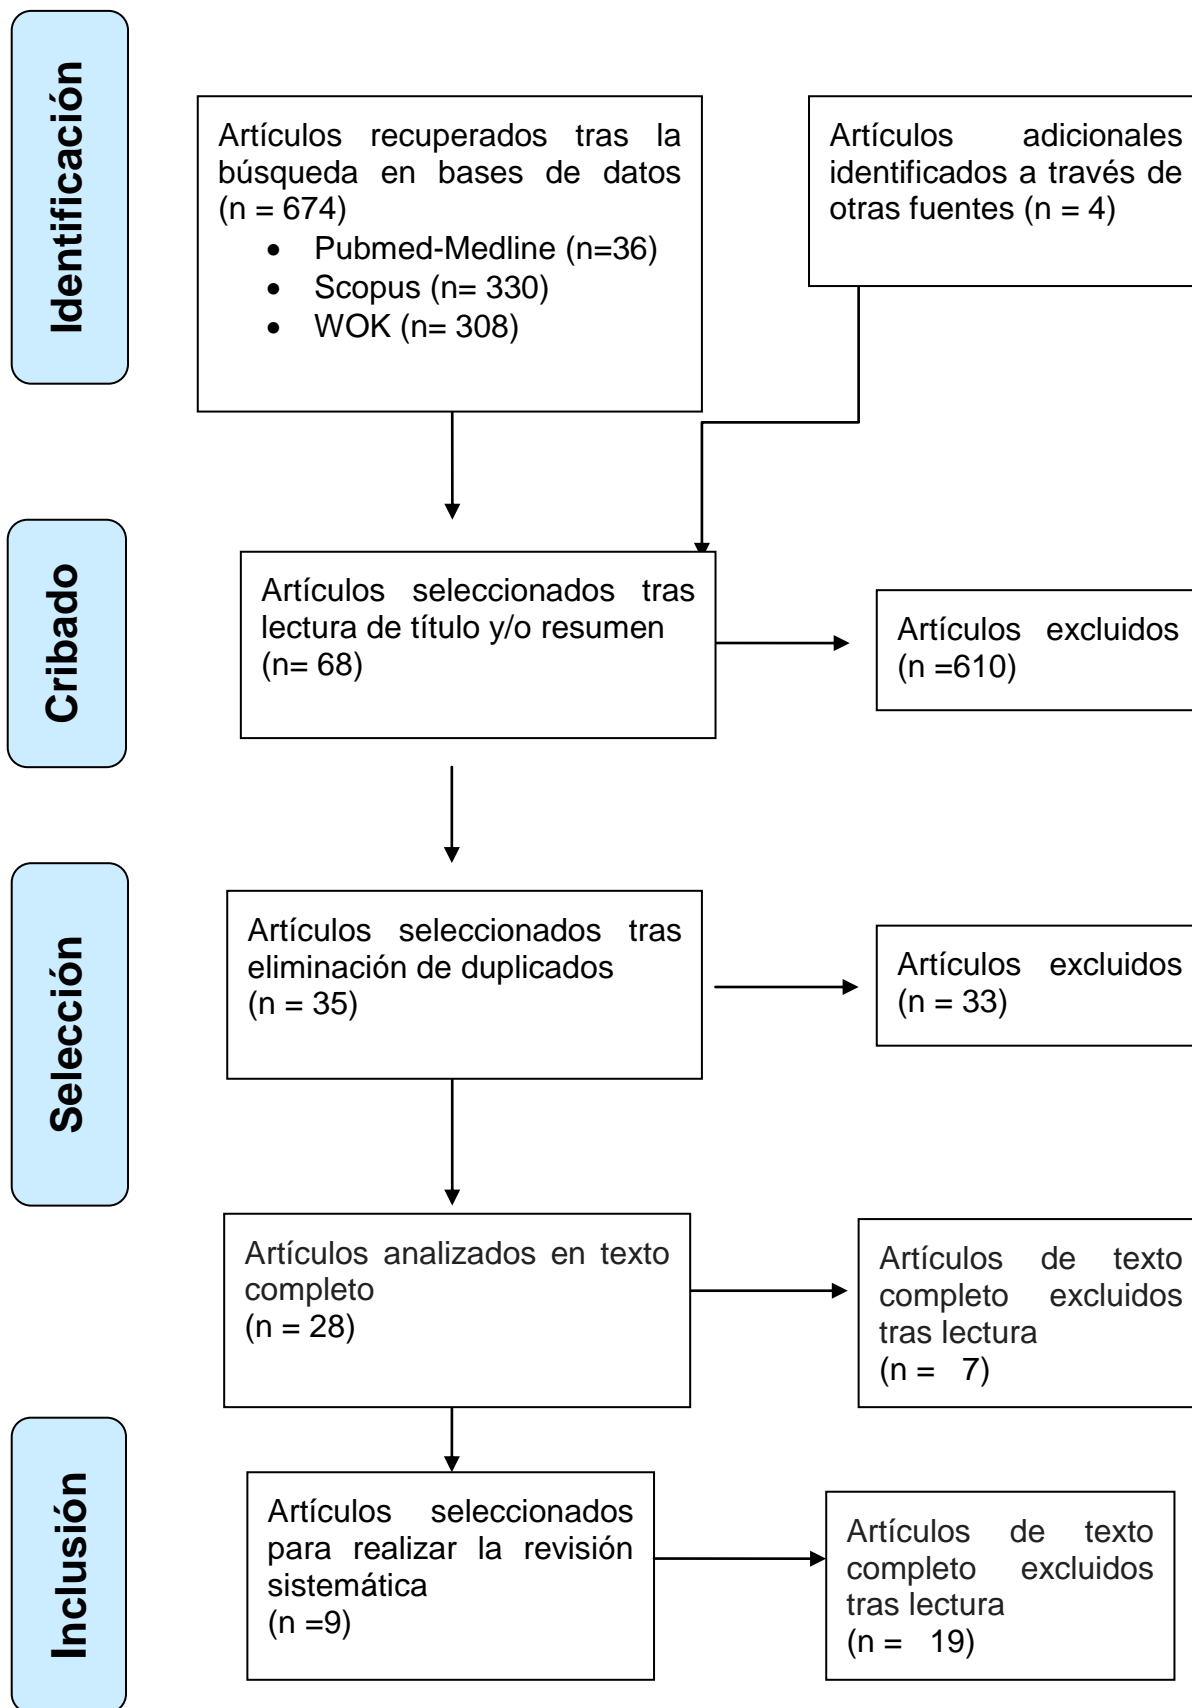 Identificación
Artículos recuperados tras la
búsqueda en bases de datos
(n = 674)
• Pubmed-Medline (n=36)
• Scopus (n= 330)
• WOK (n= 308)
Artículos adicionales
identificados a través de
otras fuentes (n = 4)
Cribado
Artículos seleccionados tras
lectura de título y/o resumen
(n= 68)
Artículos excluidos
(n =610)
Selección
Artículos seleccionados tras
eliminación de duplicados
(n = 35)
Artículos excluidos
(n = 33)
Artículos analizados en texto
completo
(n = 28)
Artículos de texto
completo excluidos
tras lectura
(n = 7)
Inclusión
Artículos seleccionados
para realizar la revisión
sistemática
(n =9)
Artículos de texto
completo excluidos
tras lectura
(n = 19)